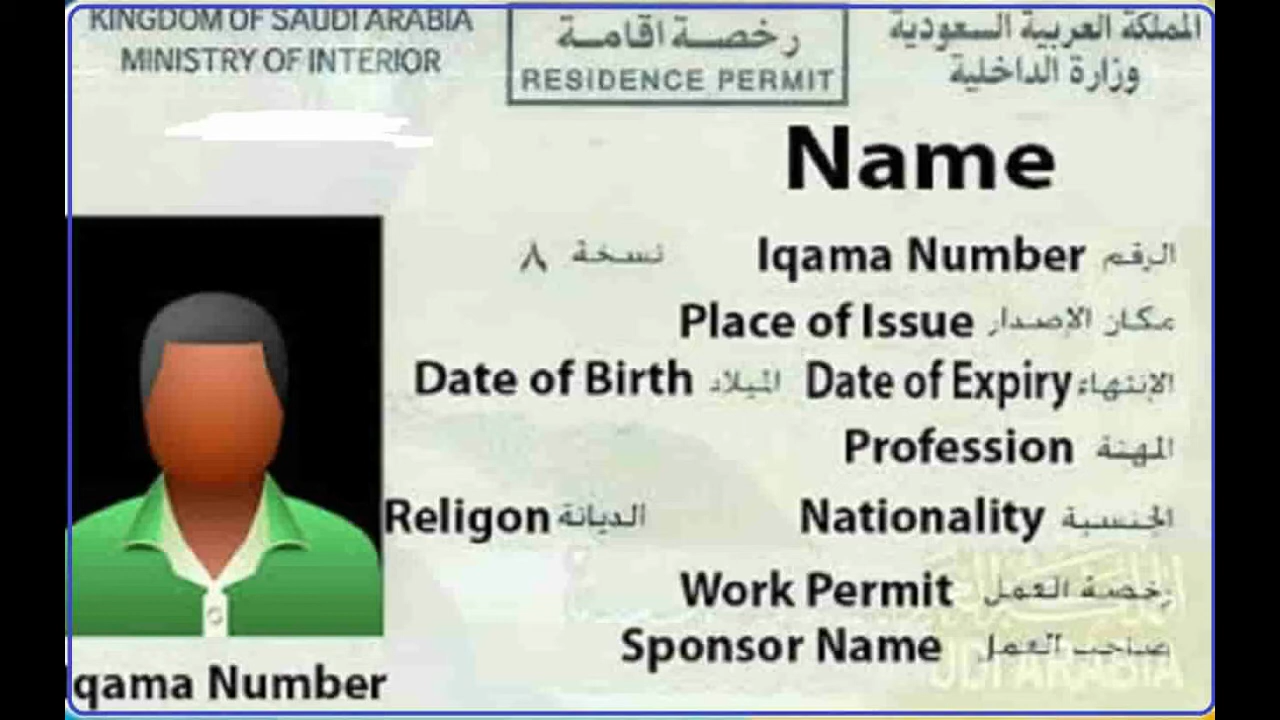 KINGDOM OF SAUDI ARABIA
MINISTRY OF INTERIOR
رخصة اقامة
RESIDENCE PERMIT
المملكة العربية السعودية
وزارة الداخلية
Name
نسخة ٨
Iqama Number الرقم
Place of Issue مكان الإصدار
Date of Birth الميلاد Date of Expiry الإنتهاء
Profession المهنة
Religon الديانة Nationality الجنسية
Work Permit رخصة العمل
Sponsor Name صاحب العمل
qama Number